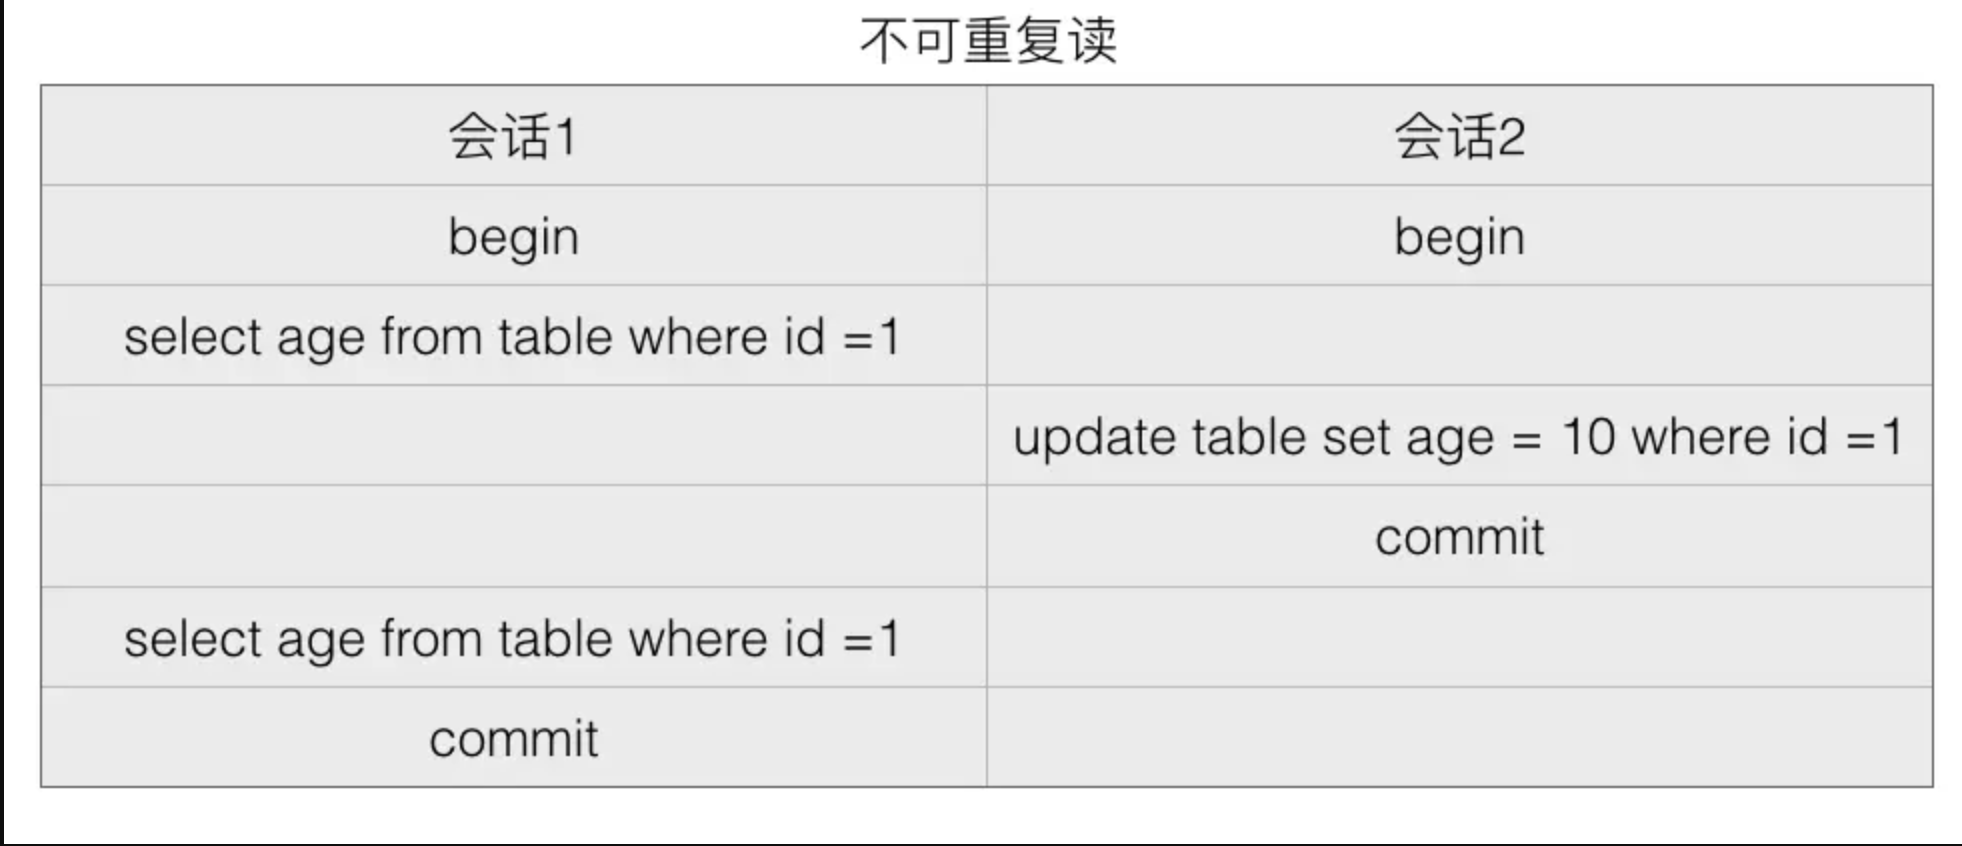 不可重复读
会话1 会话2
begin begin
select age from table where id =1
update table set age = 10 where id =1
commit
select age from table where id =1
commit